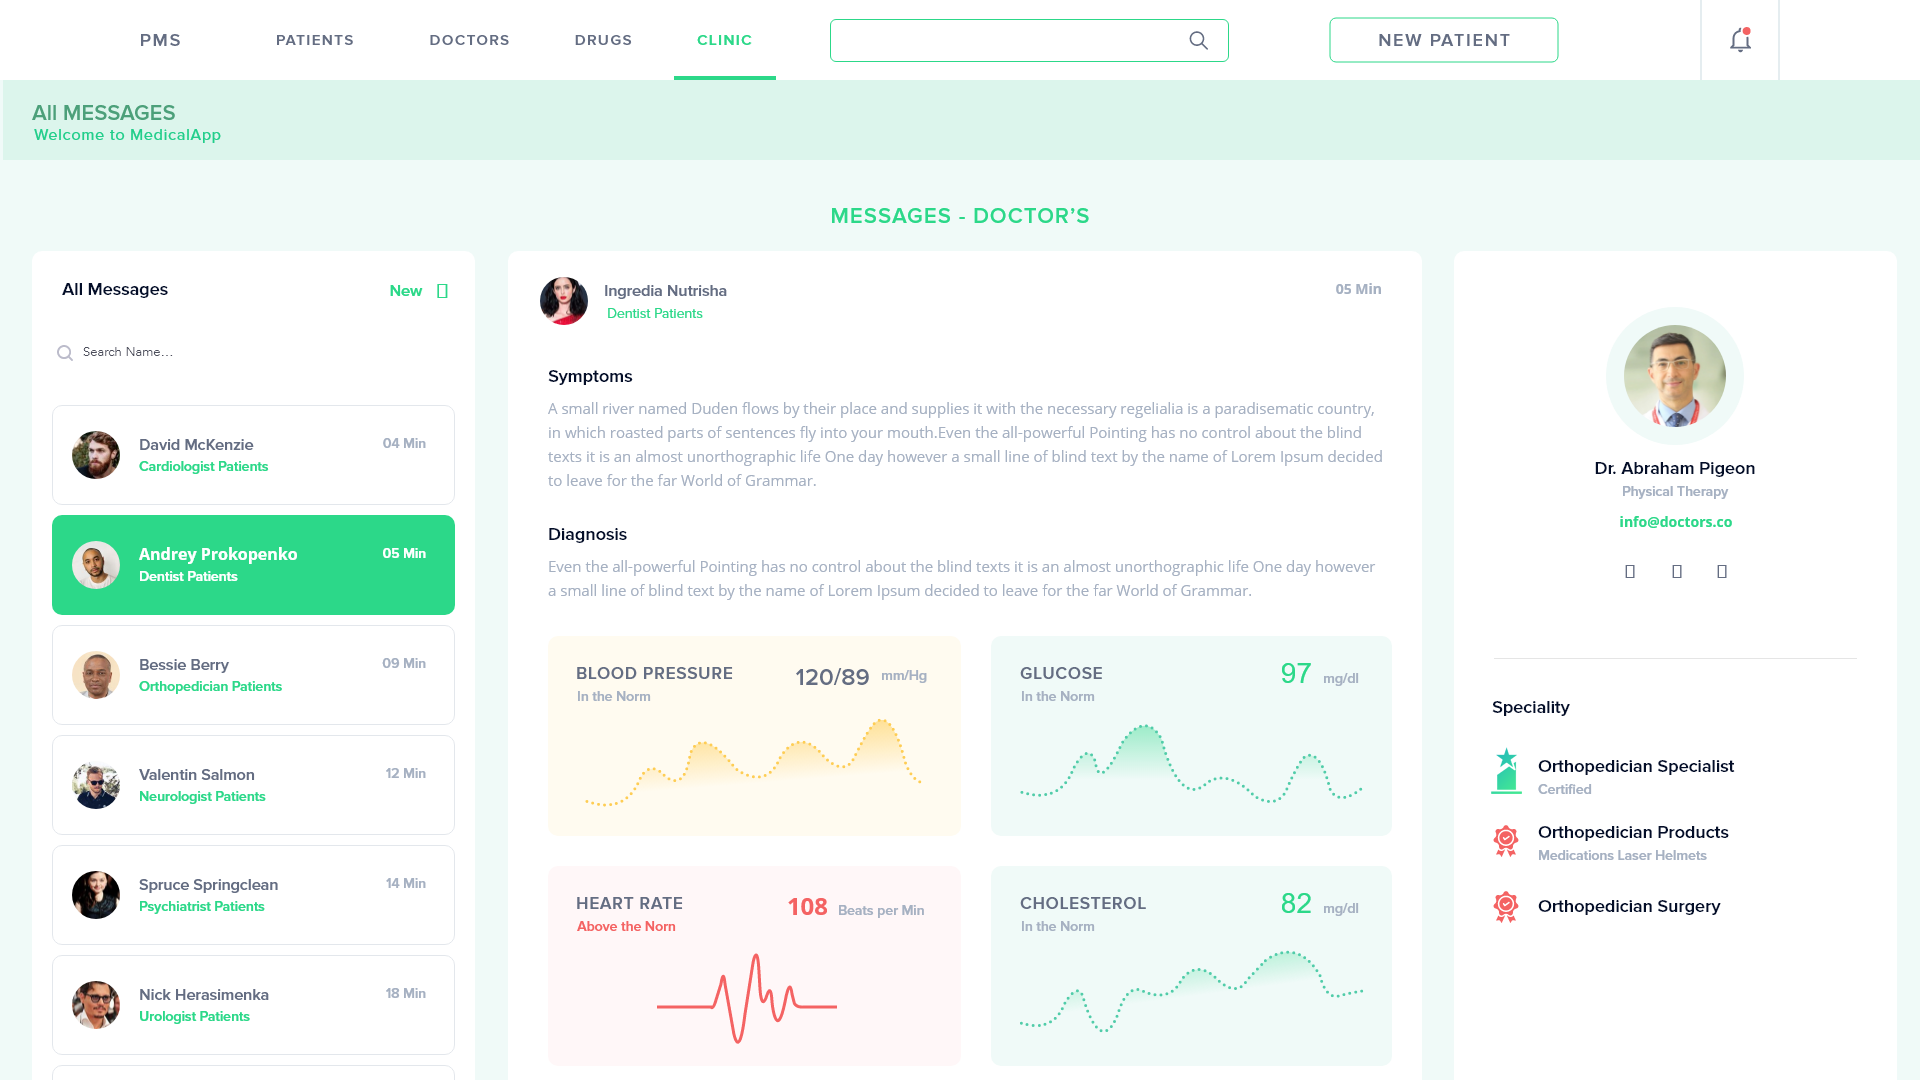 PMS
PATIENTS
DOCTORS
DRUGS
CLINIC
NEW PATIENT
All MESSAGES
Welcome to MedicalApp
MESSAGES - DOCTOR’S
All Messages
New
Search Name...
David McKenzie
04 Min
Cardiologist Patients
Andrey Prokopenko
05 Min
Dentist Patients
Bessie Berry
09 Min
Orthopedician Patients
Valentin Salmon
12 Min
Neurologist Patients
Spruce Springclean
14 Min
Psychiatrist Patients
Nick Herasimenka
18 Min
Urologist Patients
Ingredia Nutrisha
05 Min
Dentist Patients
Symptoms
A small river named Duden flows by their place and supplies it with the necessary regelialia is a paradisematic country,
in which roasted parts of sentences fly into your mouth.Even the all-powerful Pointing has no control about the blind
texts it is an almost unorthographic life One day however a small line of blind text by the name of Lorem Ipsum decided
to leave for the far World of Grammar.
Diagnosis
Even the all-powerful Pointing has no control about the blind texts it is an almost unorthographic life One day however
a small line of blind text by the name of Lorem Ipsum decided to leave for the far World of Grammar.
BLOOD PRESSURE
120/89 mm/Hg
In the Norm
GLUCOSE
97 mg/dl
In the Norm
HEART RATE
108 Beats per Min
Above the Norn
CHOLESTEROL
82 mg/dl
In the Norm
Dr. Abraham Pigeon
Physical Therapy
info@doctors.co
Speciality
Orthopedician Specialist
Certified
Orthopedician Products
Medications Laser Helmets
Orthopedician Surgery